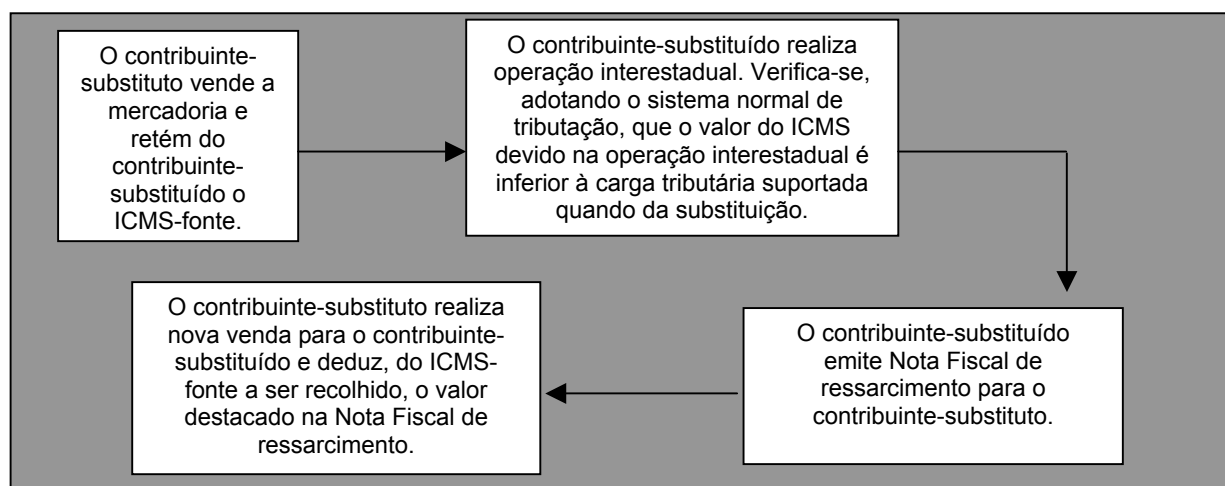 O contribuinte-
substituto vende a
mercadoria e
retém do
contribuinte-
substituído o
ICMS-fonte.
O contribuinte-substituído realiza
operação interestadual. Verifica-se,
adotando o sistema normal de
tributação, que o valor do ICMS
devido na operação interestadual é
inferior à carga tributária suportada
quando da substituição.
O contribuinte-substituído
emite Nota Fiscal de
ressarcimento para o
contribuinte-substituto.
O contribuinte-substituto realiza
nova venda para o contribuinte-
substituído e deduz, do ICMS-
fonte a ser recolhido, o valor
destacado na Nota Fiscal de
ressarcimento.